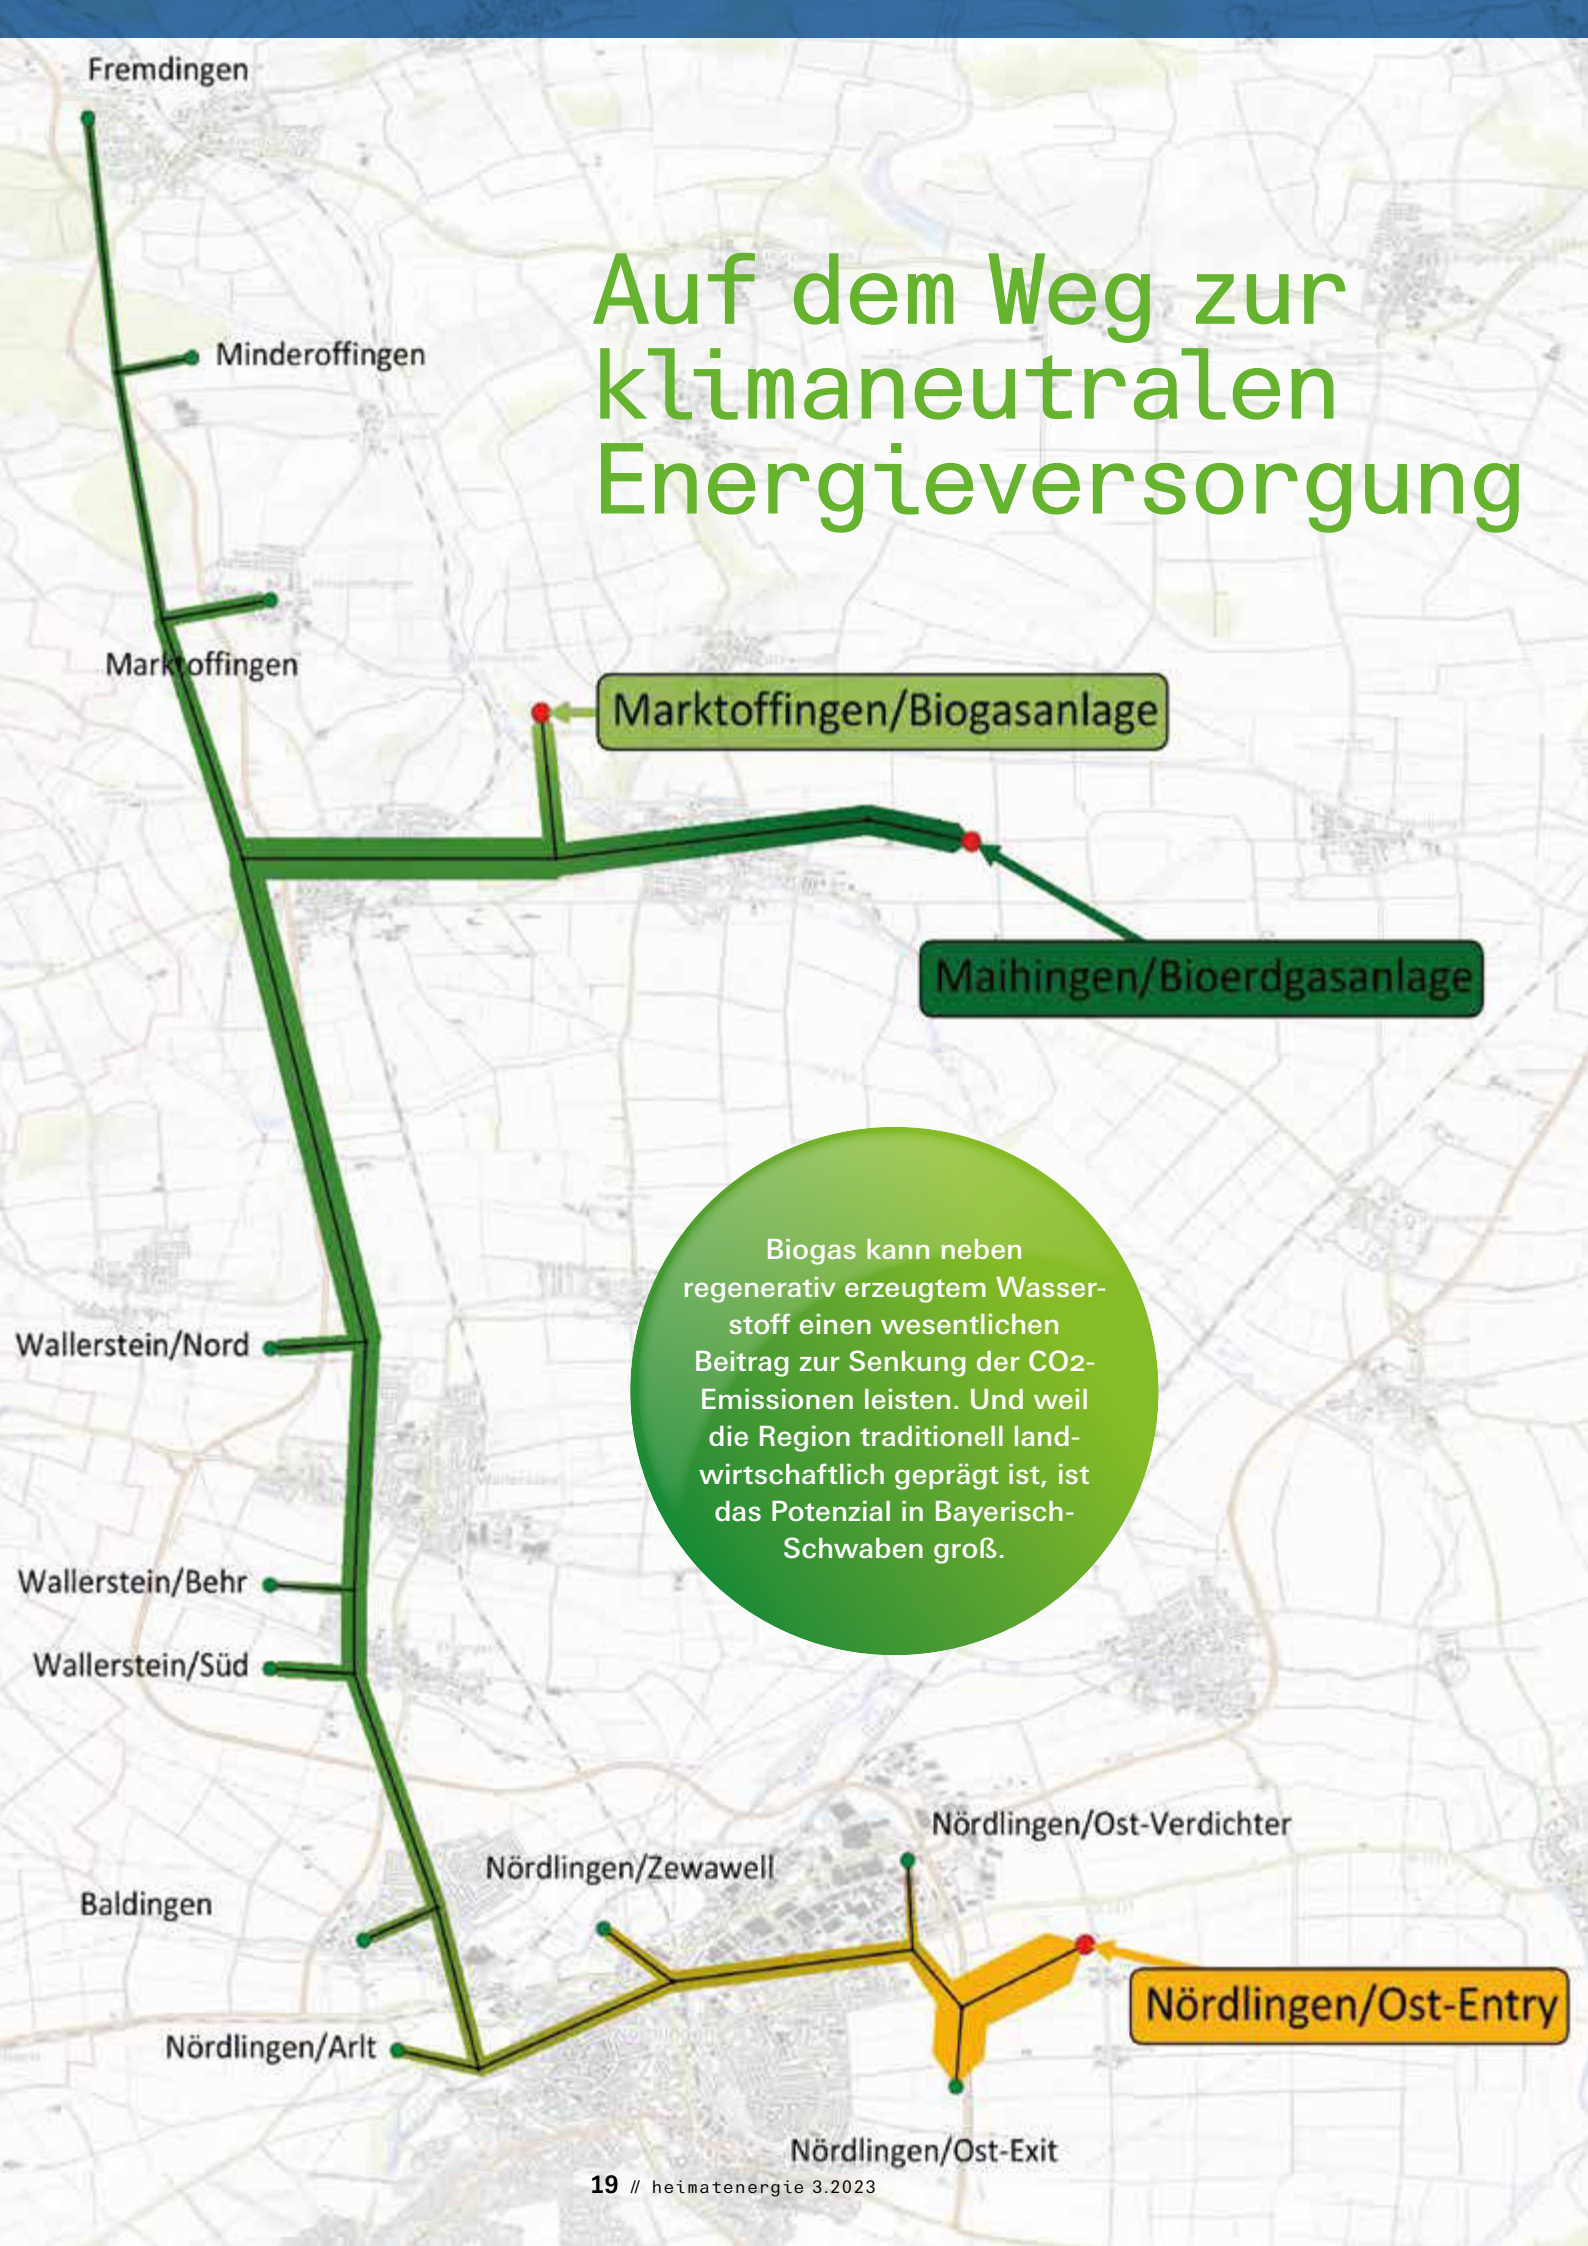 Fremdingen
Auf dem Weg zur
klimaneutralen
Energieversorgung
Minderoffingen
Marktoffingen
Marktoffingen/Biogasanlage
Maihingen/Bioerdgasanlage
Biogas kann neben
regenerativ erzeugtem Wasser-
stoff einen wesentlichen
Beitrag zur Senkung der CO2-
Emissionen leisten. Und weil
die Region traditionell land-
wirtschaftlich geprägt ist, ist
das Potenzial in Bayerisch-
Schwaben groß.
Wallerstein/Nord
Wallerstein/Behr
Wallerstein/Süd
Nördlingen/Ost-Verdichter
Nördlingen/Zewawell
Baldingen
Nördlingen/Ost-Entry
Nördlingen/Arlt
Nördlingen/Ost-Exit
19 // heimatenergie 3.2023